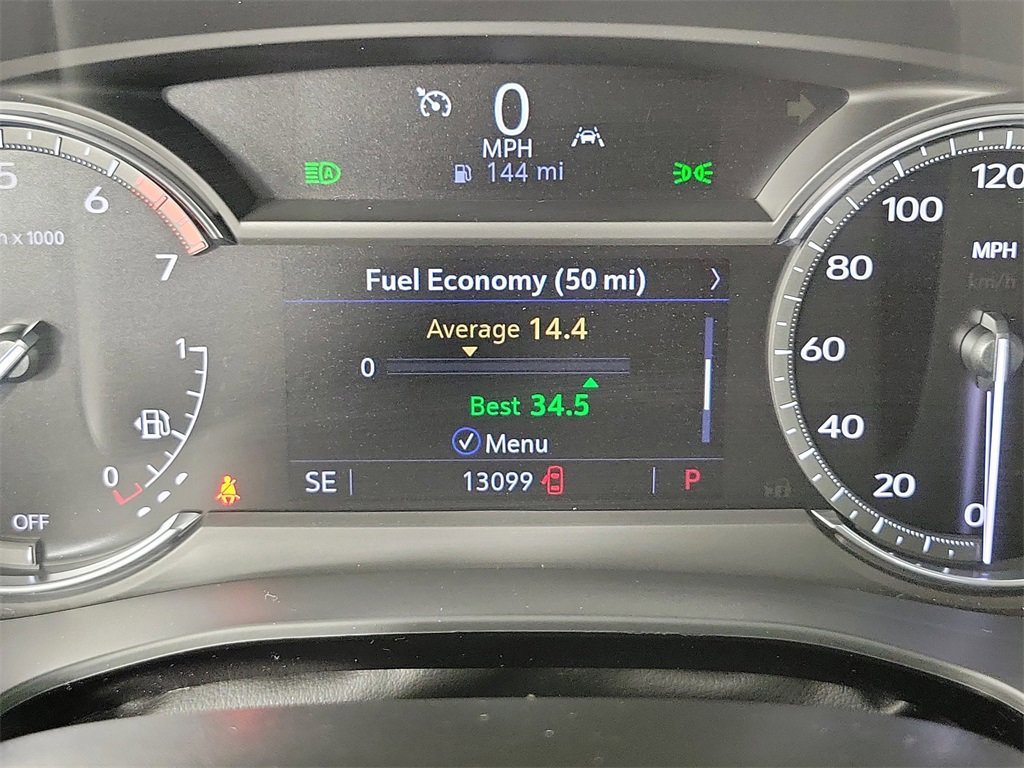 0
MPH
144 mi
A
5
6
7
h x 1000
1
0
OFF
Fuel Economy (50 mi)
Average 14.4
0
Best 34.5
Menu
SE
13099
P
120
100
80
60
40
20
0
MPH
km/h